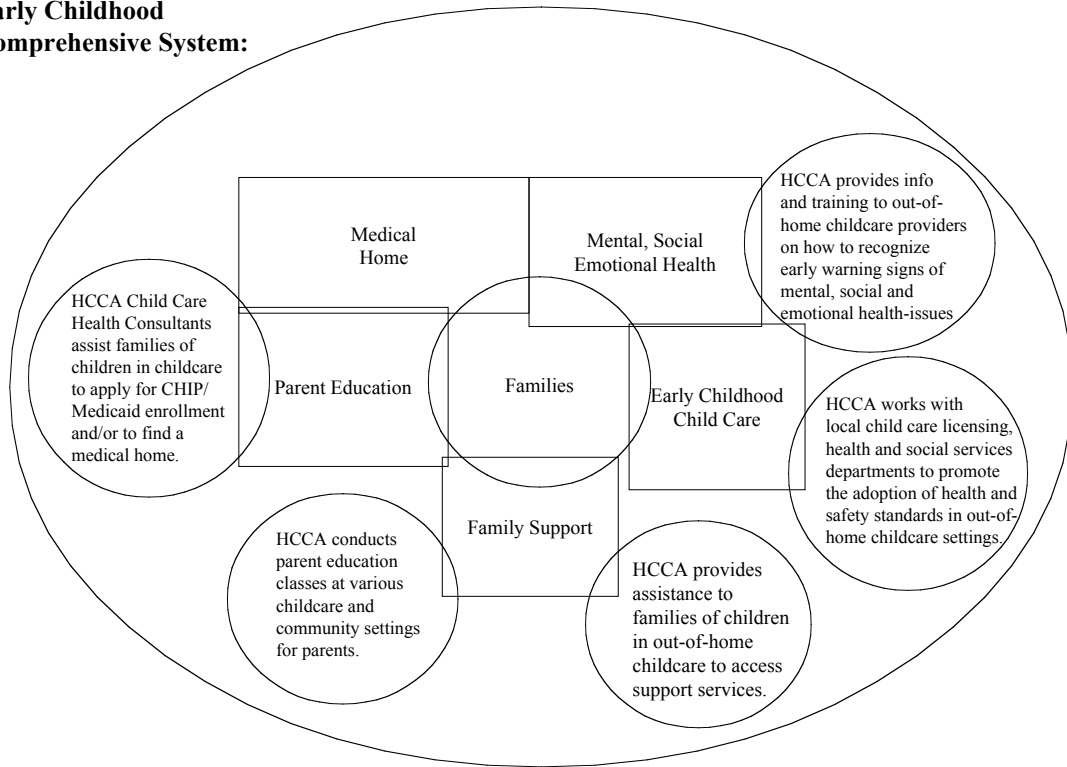 arly Childhood
omprehensive System:
Medical
Home
Mental, Social
Emotional Health
HCCA provides info
and training to out-of-
home childcare providers
on how to recognize
early warning signs of
mental, social and
emotional health-issues
HCCA Child Care
Health Consultants
assist families of
children in childcare
to apply for CHIP/
Medicaid enrollment
and/or to find a
medical home.
Parent Education
Families
Early Childhood
Child Care
HCCA works with
local child care licensing,
health and social services
departments to promote
the adoption of health and
safety standards in out-of-
home childcare settings.
Family Support
HCCA conducts
parent education
classes at various
childcare and
community settings
for parents.
HCCA provides
assistance to
families of children
in out-of-home
childcare to access
support services.